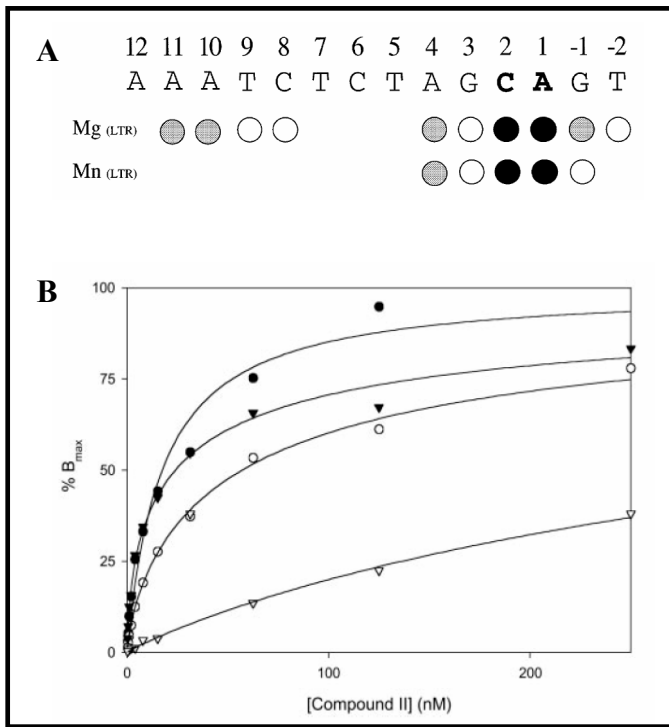 A
12 11 10 9 8 7 6 5 4 3 2 1 -1 -2
A A A T C T C T A G C A G T
Mg (LTR)
Mn (LTR)
B
100
75
50
25
0
% Bmax
0 100 200
[Compound II] (nM)